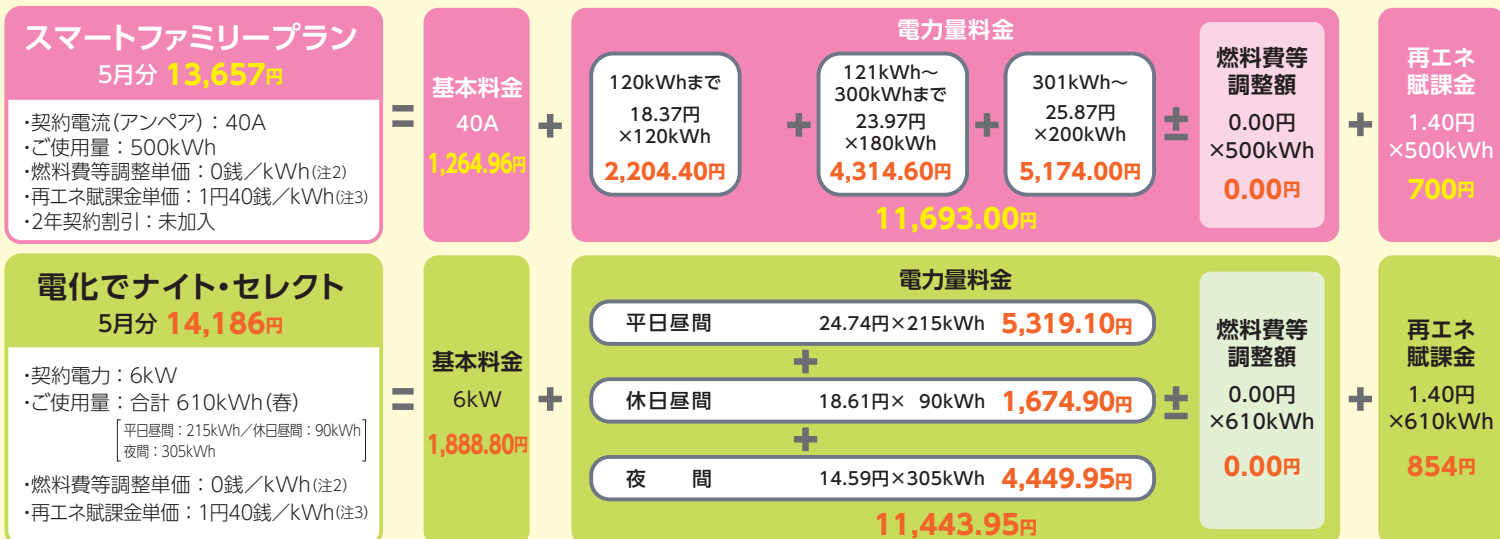 スマートファミリープラン
5月分 13,657円
・契約電流(アンペア)：40A
・ご使用量：500kWh
・燃料費等調整単価：0銭／kWh(注2)
・再エネ賦課金単価：1円40銭／kWh(注3)
・2年契約割引：未加入
=
基本料金
40A
1,264.96円
+
電力量料金
120kWhまで
18.37円
×120kWh
2,204.40円
+
121kWh～
300kWhまで
23.97円
×180kWh
4,314.60円
+
301kWh～
25.87円
×200kWh
5,174.00円
11,693.00円
±
燃料費等
調整額
0.00円
×500kWh
0.00円
+
再エネ
賦課金
1.40円
×500kWh
700円
電化でナイト・セレクト
5月分 14,186円
・契約電力：6kW
・ご使用量：合計 610kWh(春)
[平日昼間：215kWh／休日昼間：90kWh
夜間：305kWh]
・燃料費等調整単価：0銭／kWh(注2)
・再エネ賦課金単価：1円40銭／kWh(注3)
=
基本料金
6kW
1,888.80円
+
電力量料金
平日昼間 24.74円×215kWh 5,319.10円
+
休日昼間 18.61円× 90kWh 1,674.90円
+
夜　間 14.59円×305kWh 4,449.95円
11,443.95円
±
燃料費等
調整額
0.00円
×610kWh
0.00円
+
再エネ
賦課金
1.40円
×610kWh
854円